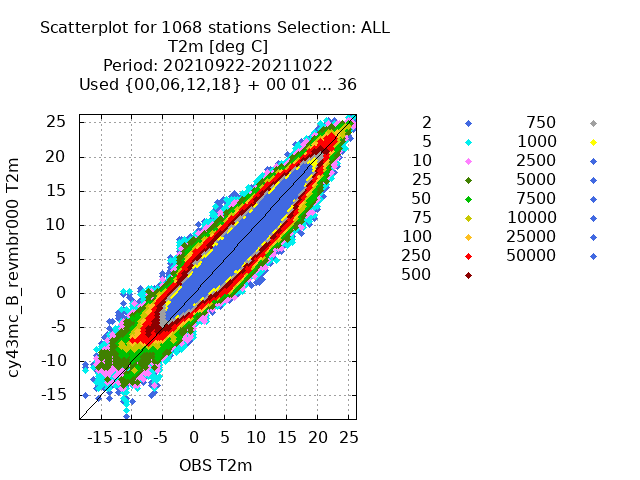 Scatterplot for 1068 stations Selection: ALL
T2m [deg C]
Period: 20210922-20211022
Used {00,06,12,18} + 00 01 ... 36
25
20
15
10
5
0
-5
-10
-15
cy43mc_B_revmbr000 T2m
-15 -10 -5 0 5 10 15 20 25
OBS T2m
2 750
5 1000
10 2500
25 5000
50 7500
75 10000
100 25000
250 50000
500